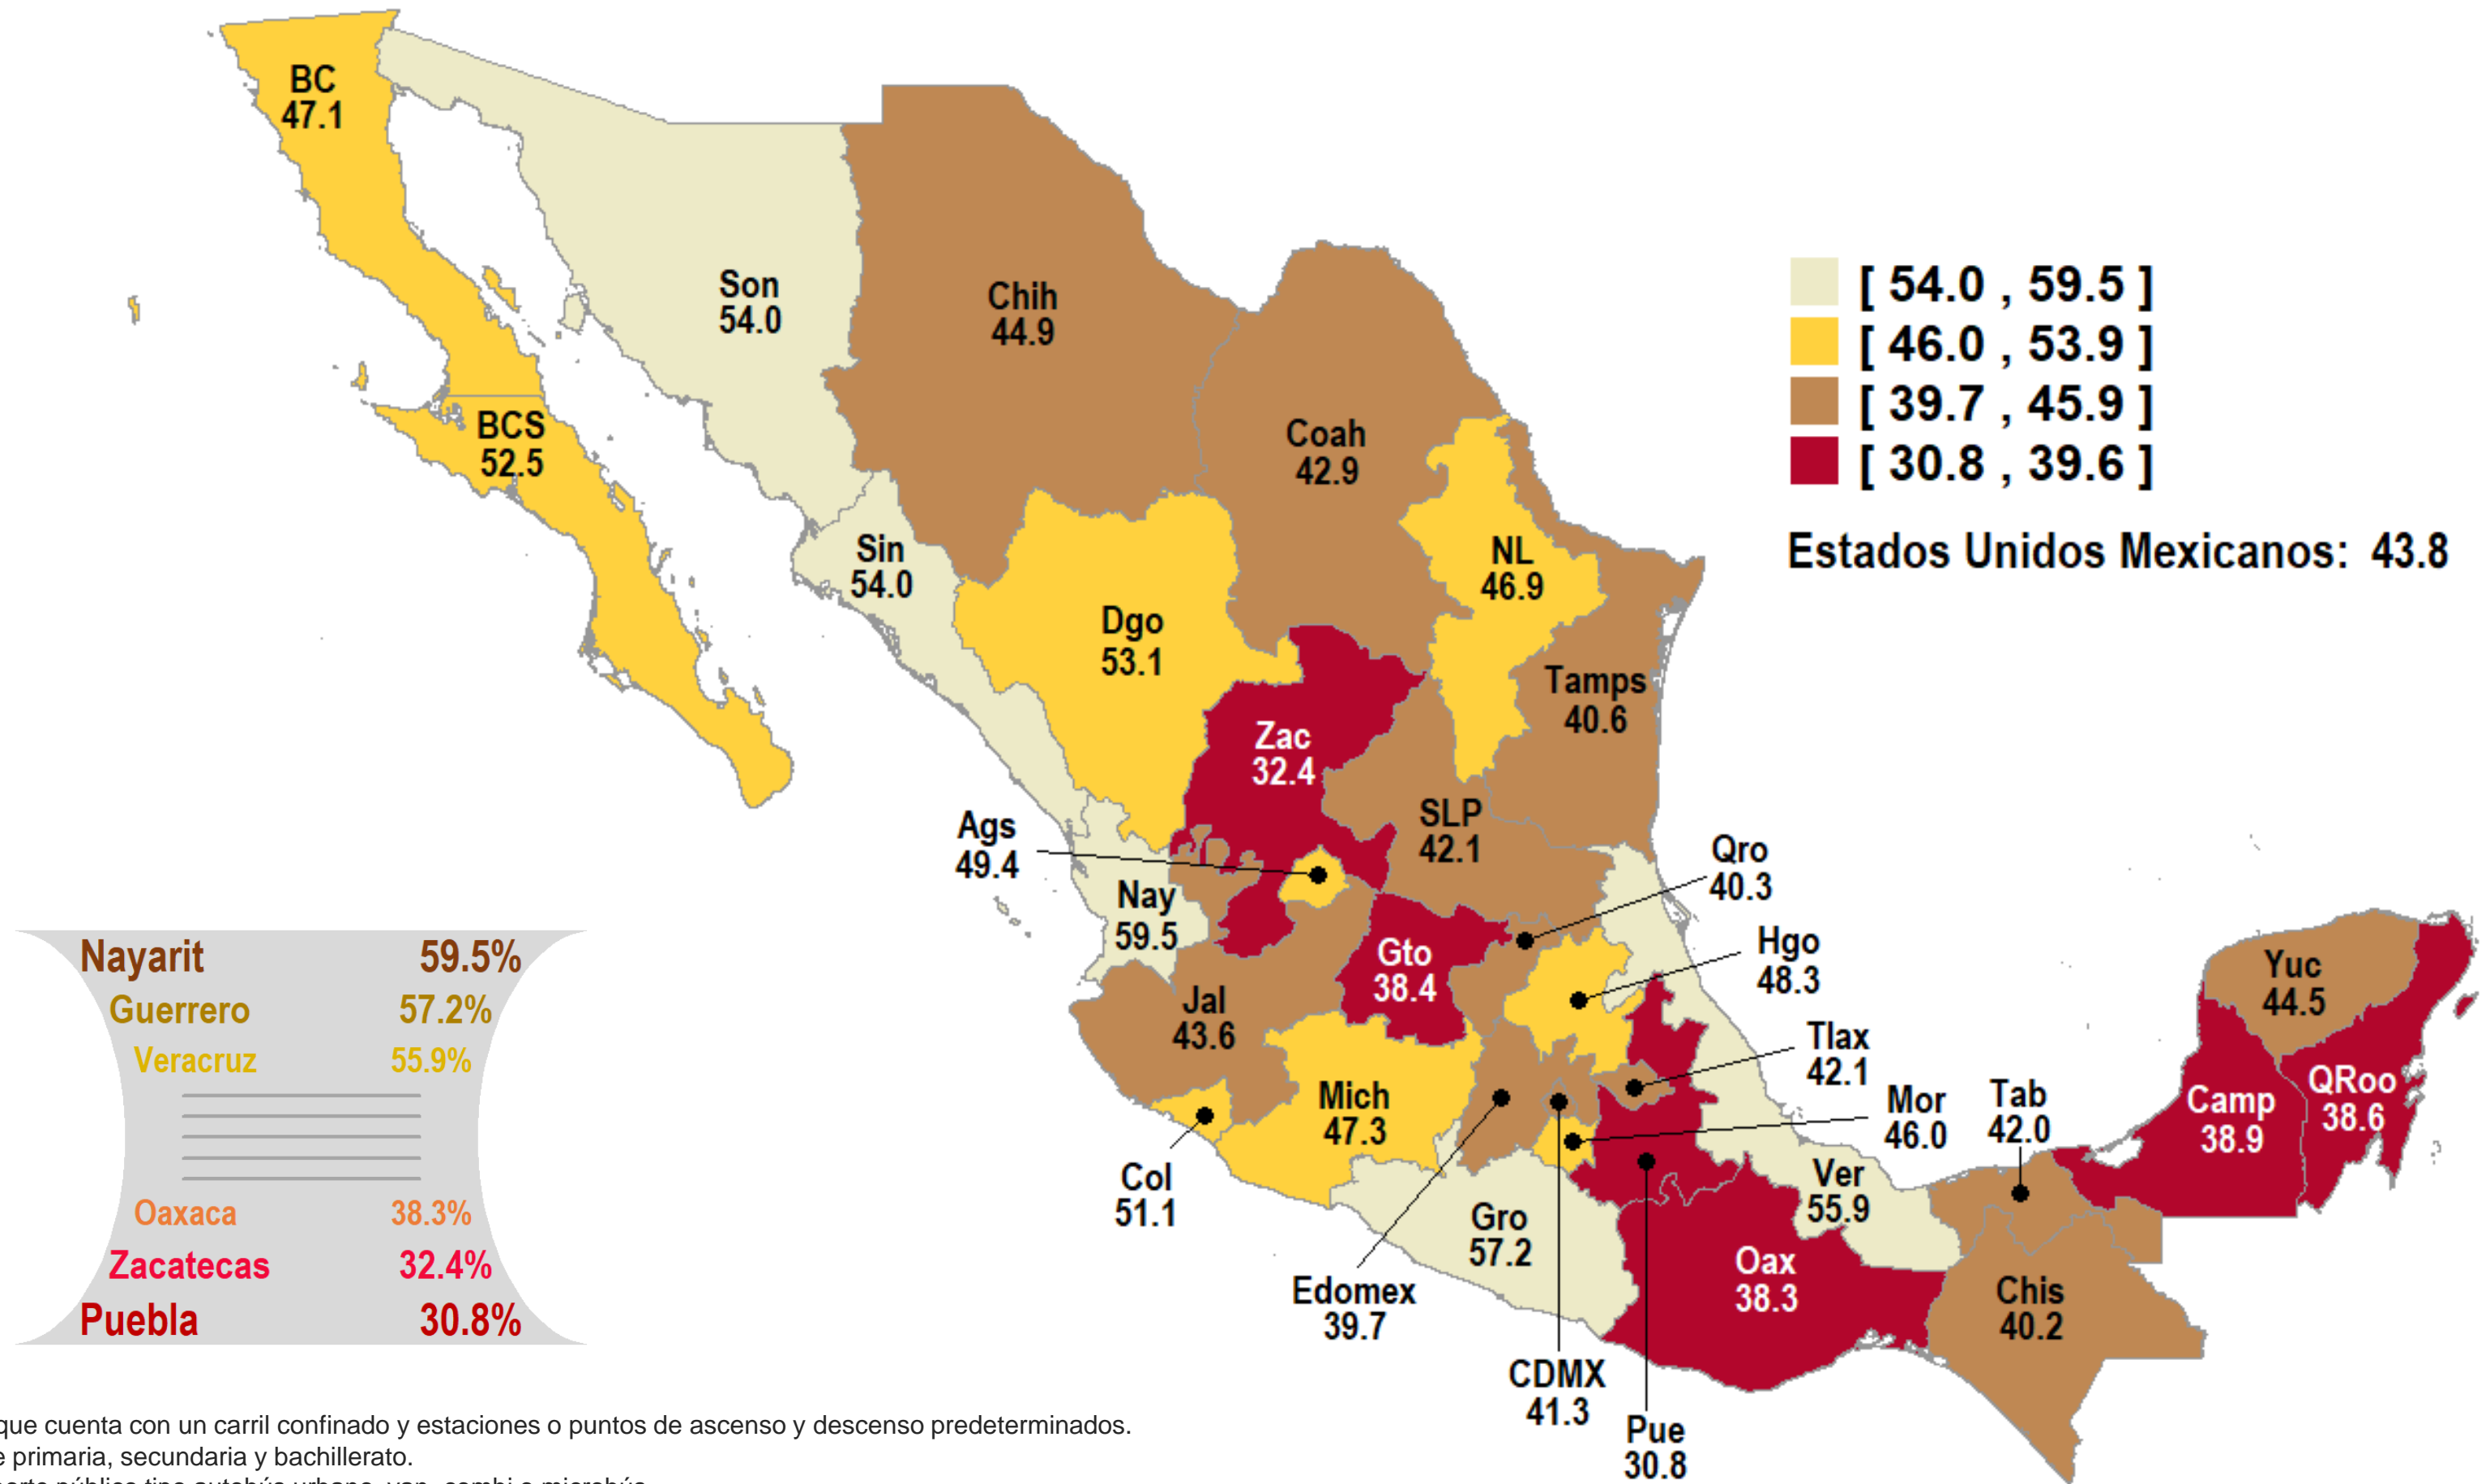 BC
47.1
Son
54.0
Chih
44.9
Coah
42.9
BCS
52.5
Sin
54.0
Dgo
53.1
NL
46.9
Tamps
40.6
Zac
32.4
SLP
42.1
Ags
49.4
Nay
59.5
Gto
38.4
Jal
43.6
Mich
47.3
Col
51.1
Qro
40.3
Hgo
48.3
Tlax
42.1
Mor
46.0
Tab
42.0
Ver
55.9
Gro
57.2
Oax
38.3
Edomex
39.7
CDMX
41.3
Pue
30.8
Chis
40.2
Camp
38.9
QRoo
38.6
Yuc
44.5
[ 54.0 , 59.5 ]
[ 46.0 , 53.9 ]
[ 39.7 , 45.9 ]
[ 30.8 , 39.6 ]
Estados Unidos Mexicanos: 43.8
Nayarit 59.5%
Guerrero 57.2%
Veracruz 55.9%
Oaxaca 38.3%
Zacatecas 32.4%
Puebla 30.8%
que cuenta con un carril confinado y estaciones o puntos de ascenso y descenso predeterminados.
primaria, secundaria y bachillerato.